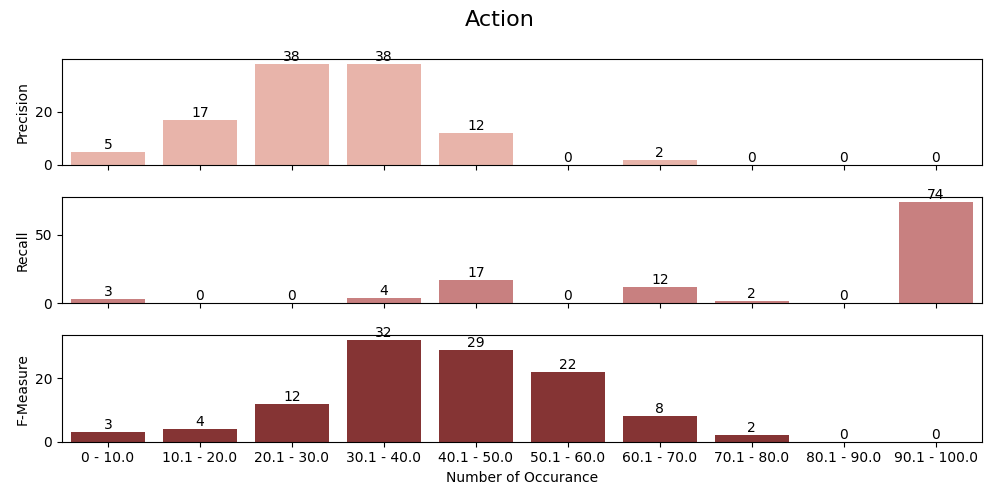 Action
Precision
20
0
5
17
38
38
12
0
2
0
0
0
Recall
50
0
3
0
0
4
17
0
12
2
0
74
F-Measure
20
0
3
4
12
32
29
22
8
2
0
0
0 - 10.0
10.1 - 20.0
20.1 - 30.0
30.1 - 40.0
40.1 - 50.0
50.1 - 60.0
60.1 - 70.0
70.1 - 80.0
80.1 - 90.0
90.1 - 100.0
Number of Occurance